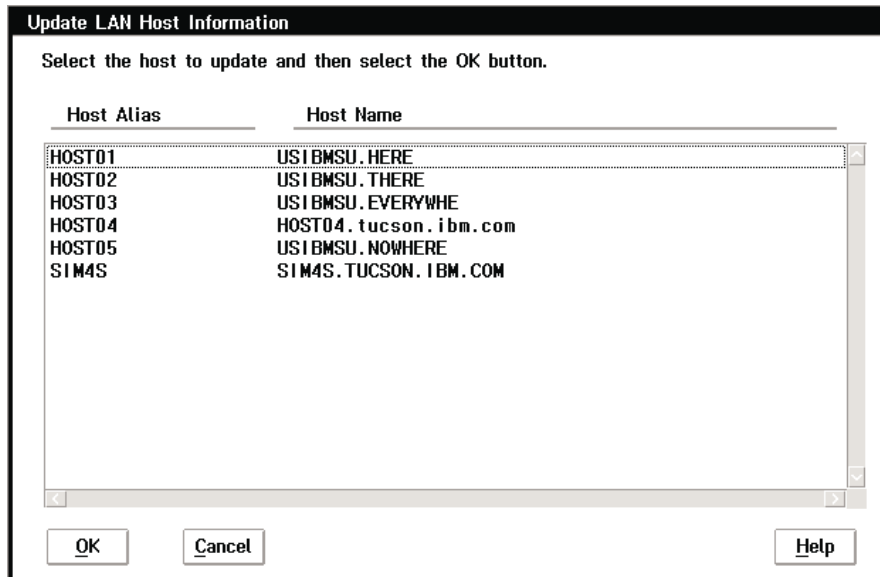 Update LAN Host Information
Select the host to update and then select the OK button.
Host Alias Host Name
HOST01 USIBMSU.HERE
HOST02 USIBMSU.THERE
HOST03 USIBMSU.EVERYWHE
HOST04 HOST04.tucson.ibm.com
HOST05 USIBMSU.NOWHERE
SIM4S SIM4S.TUCSON.IBM.COM
OK Cancel Help